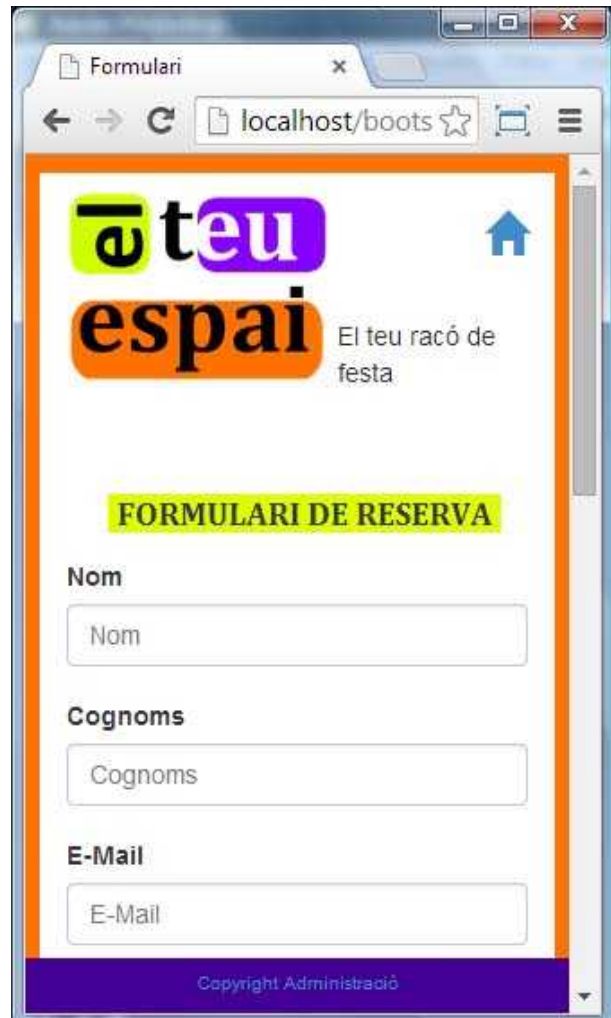 Formulari
localhost/boots
el teu
espai
El teu racó de
festa
FORMULARI DE RESERVA
Nom
Nom
Cognoms
Cognoms
E-Mail
E-Mail
Copyright Administració